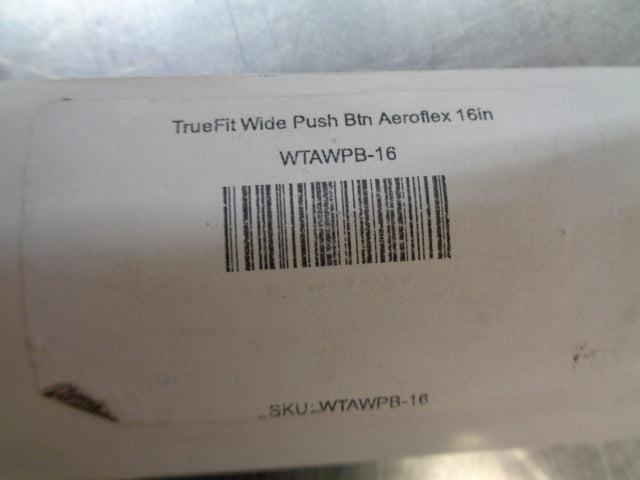 TrueFit Wide Push Btn Aeroflex 16in
WTAWPB-16
SKU: WTAWPB-16